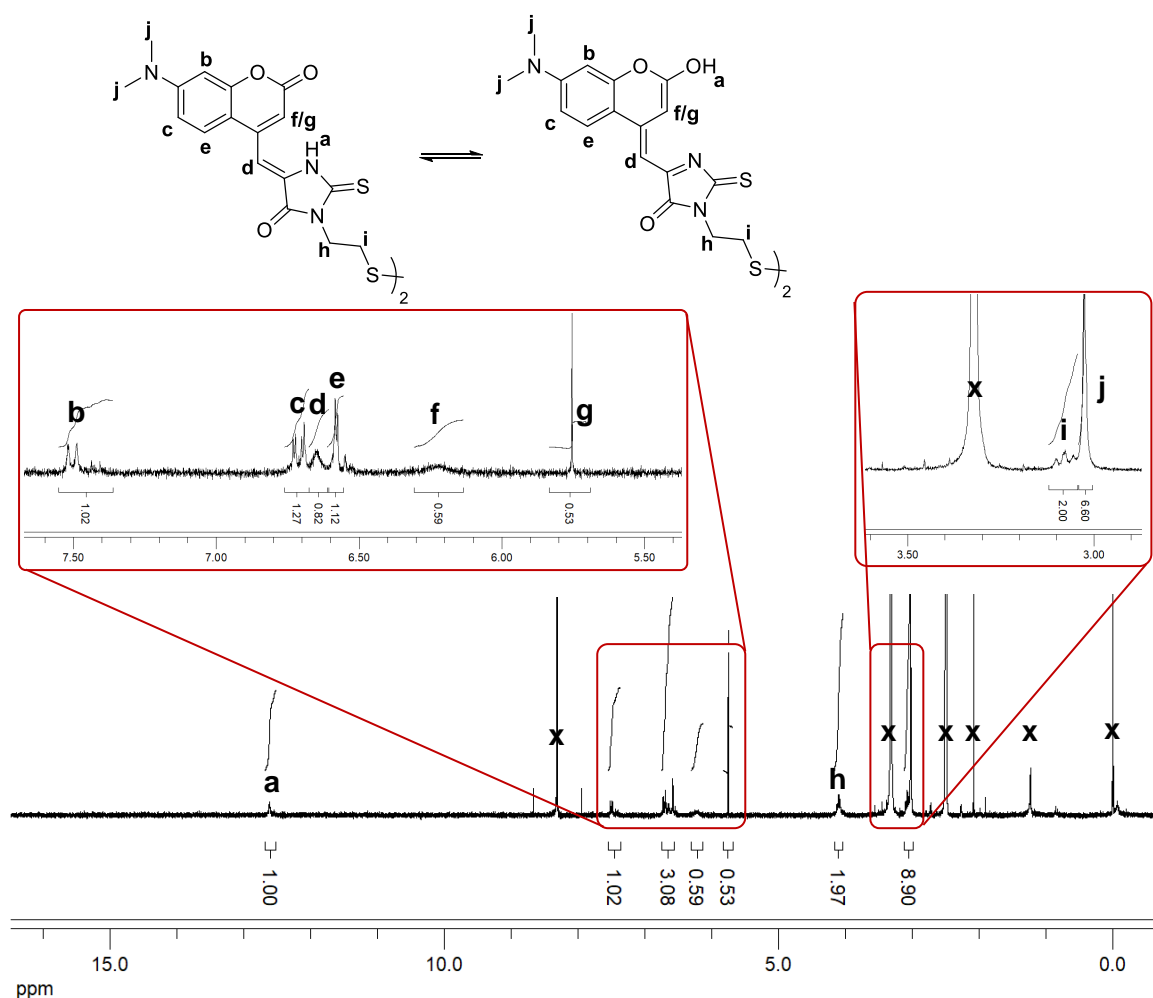 j
j
b
N
O
O
OH
a
j
N
j
b
O
c
e
f/g
a
H
N
d
S
O
N
h
i
S
2
c
e
f/g
d
N
S
O
N
h
i
S
2
b
c
d
e
f
g
1.02
1.27
0.82
1.12
0.59
0.53
7.50
7.00
6.50
6.00
5.50
x
i
j
2.00
6.60
3.50
3.00
a
x
h
x
x
x
x
x
1.00
1.02
3.08
0.59
0.53
1.97
8.90
15.0
10.0
5.0
0.0
ppm